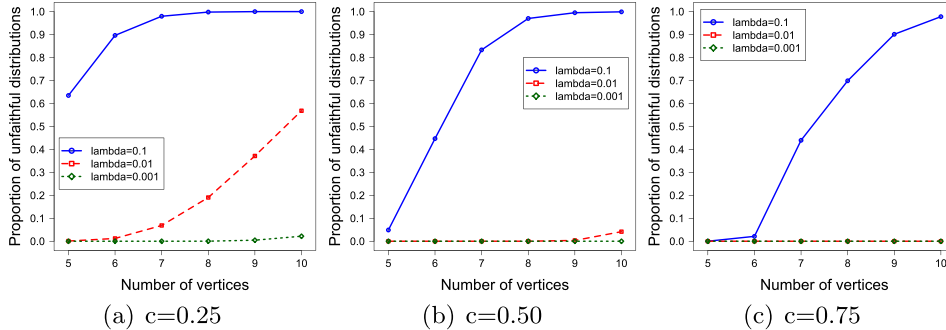 Proportion of unfaithful distributions
1.0
0.9
0.8
0.7
0.6
0.5
0.4
0.3
0.2
0.1
0.0
lambda=0.1
lambda=0.01
lambda=0.001
5 6 7 8 9 10
Number of vertices
(a) c=0.25
Proportion of unfaithful distributions
1.0
0.9
0.8
0.7
0.6
0.5
0.4
0.3
0.2
0.1
0.0
lambda=0.1
lambda=0.01
lambda=0.001
5 6 7 8 9 10
Number of vertices
(b) c=0.50
Proportion of unfaithful distributions
1.0
0.9
0.8
0.7
0.6
0.5
0.4
0.3
0.2
0.1
0.0
lambda=0.1
lambda=0.01
lambda=0.001
5 6 7 8 9 10
Number of vertices
(c) c=0.75